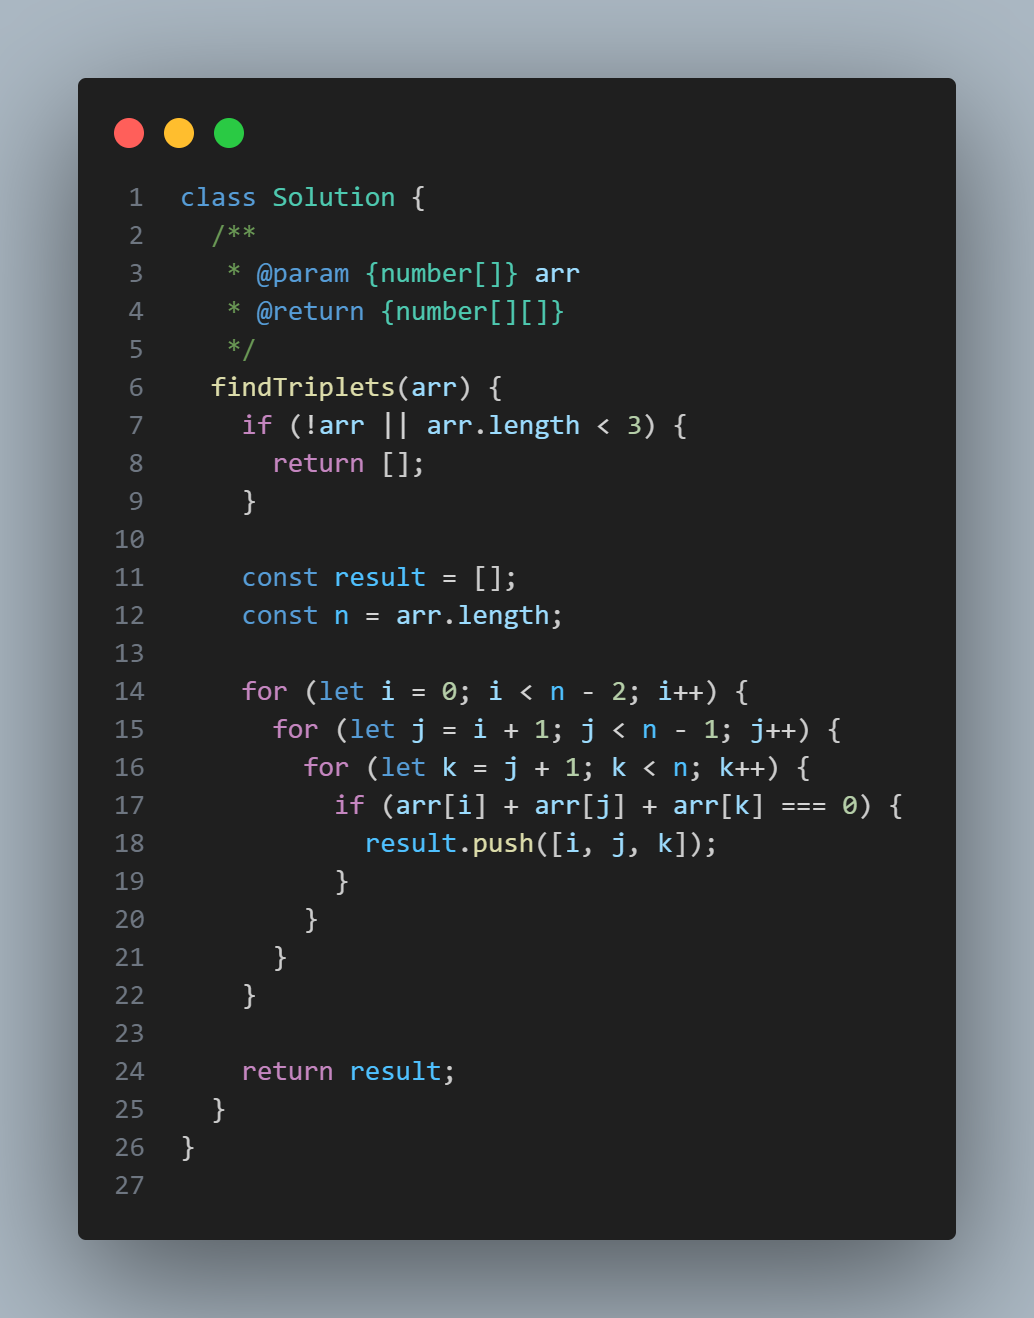 1 class Solution {
2   /**
3    * @param {number[]} arr
4    * @return {number[][]}
5    */
6   findTriplets(arr) {
7     if (!arr || arr.length < 3) {
8       return [];
9     }
10
11     const result = [];
12     const n = arr.length;
13
14     for (let i = 0; i < n - 2; i++) {
15       for (let j = i + 1; j < n - 1; j++) {
16         for (let k = j + 1; k < n; k++) {
17           if (arr[i] + arr[j] + arr[k] === 0) {
18             result.push([i, j, k]);
19           }
20         }
21       }
22     }
23
24     return result;
25   }
26 }
27